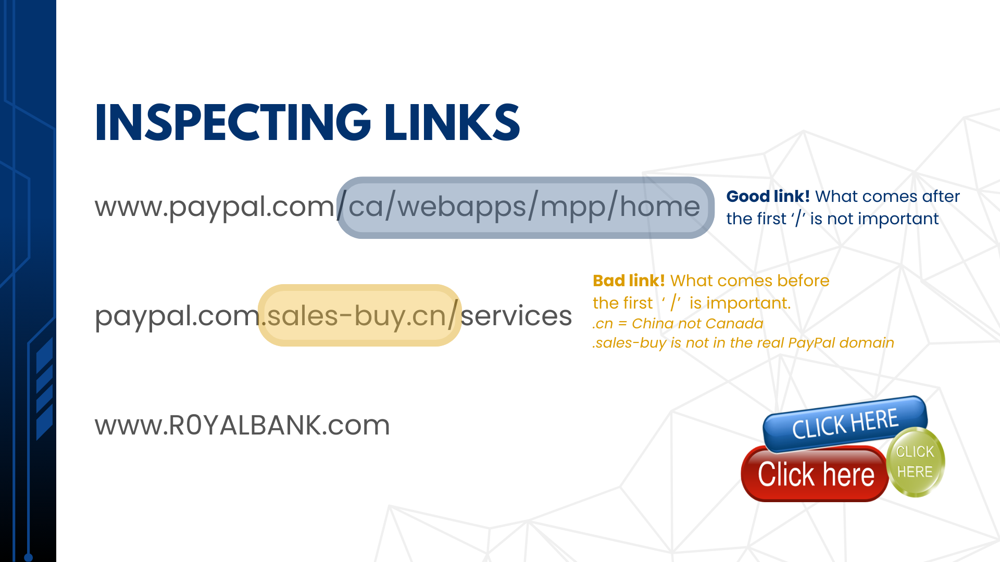 INSPECTING LINKS
www.paypal.com/ca/webapps/mpp/home
Good link! What comes after
the first ‘/’ is not important
paypal.com.sales-buy.cn/services
Bad link! What comes before
the first ‘ /’ is important.
.cn = China not Canada
.sales-buy is not in the real PayPal domain
www.R0YALBANK.com
CLICK HERE
Click here
CLICK
HERE